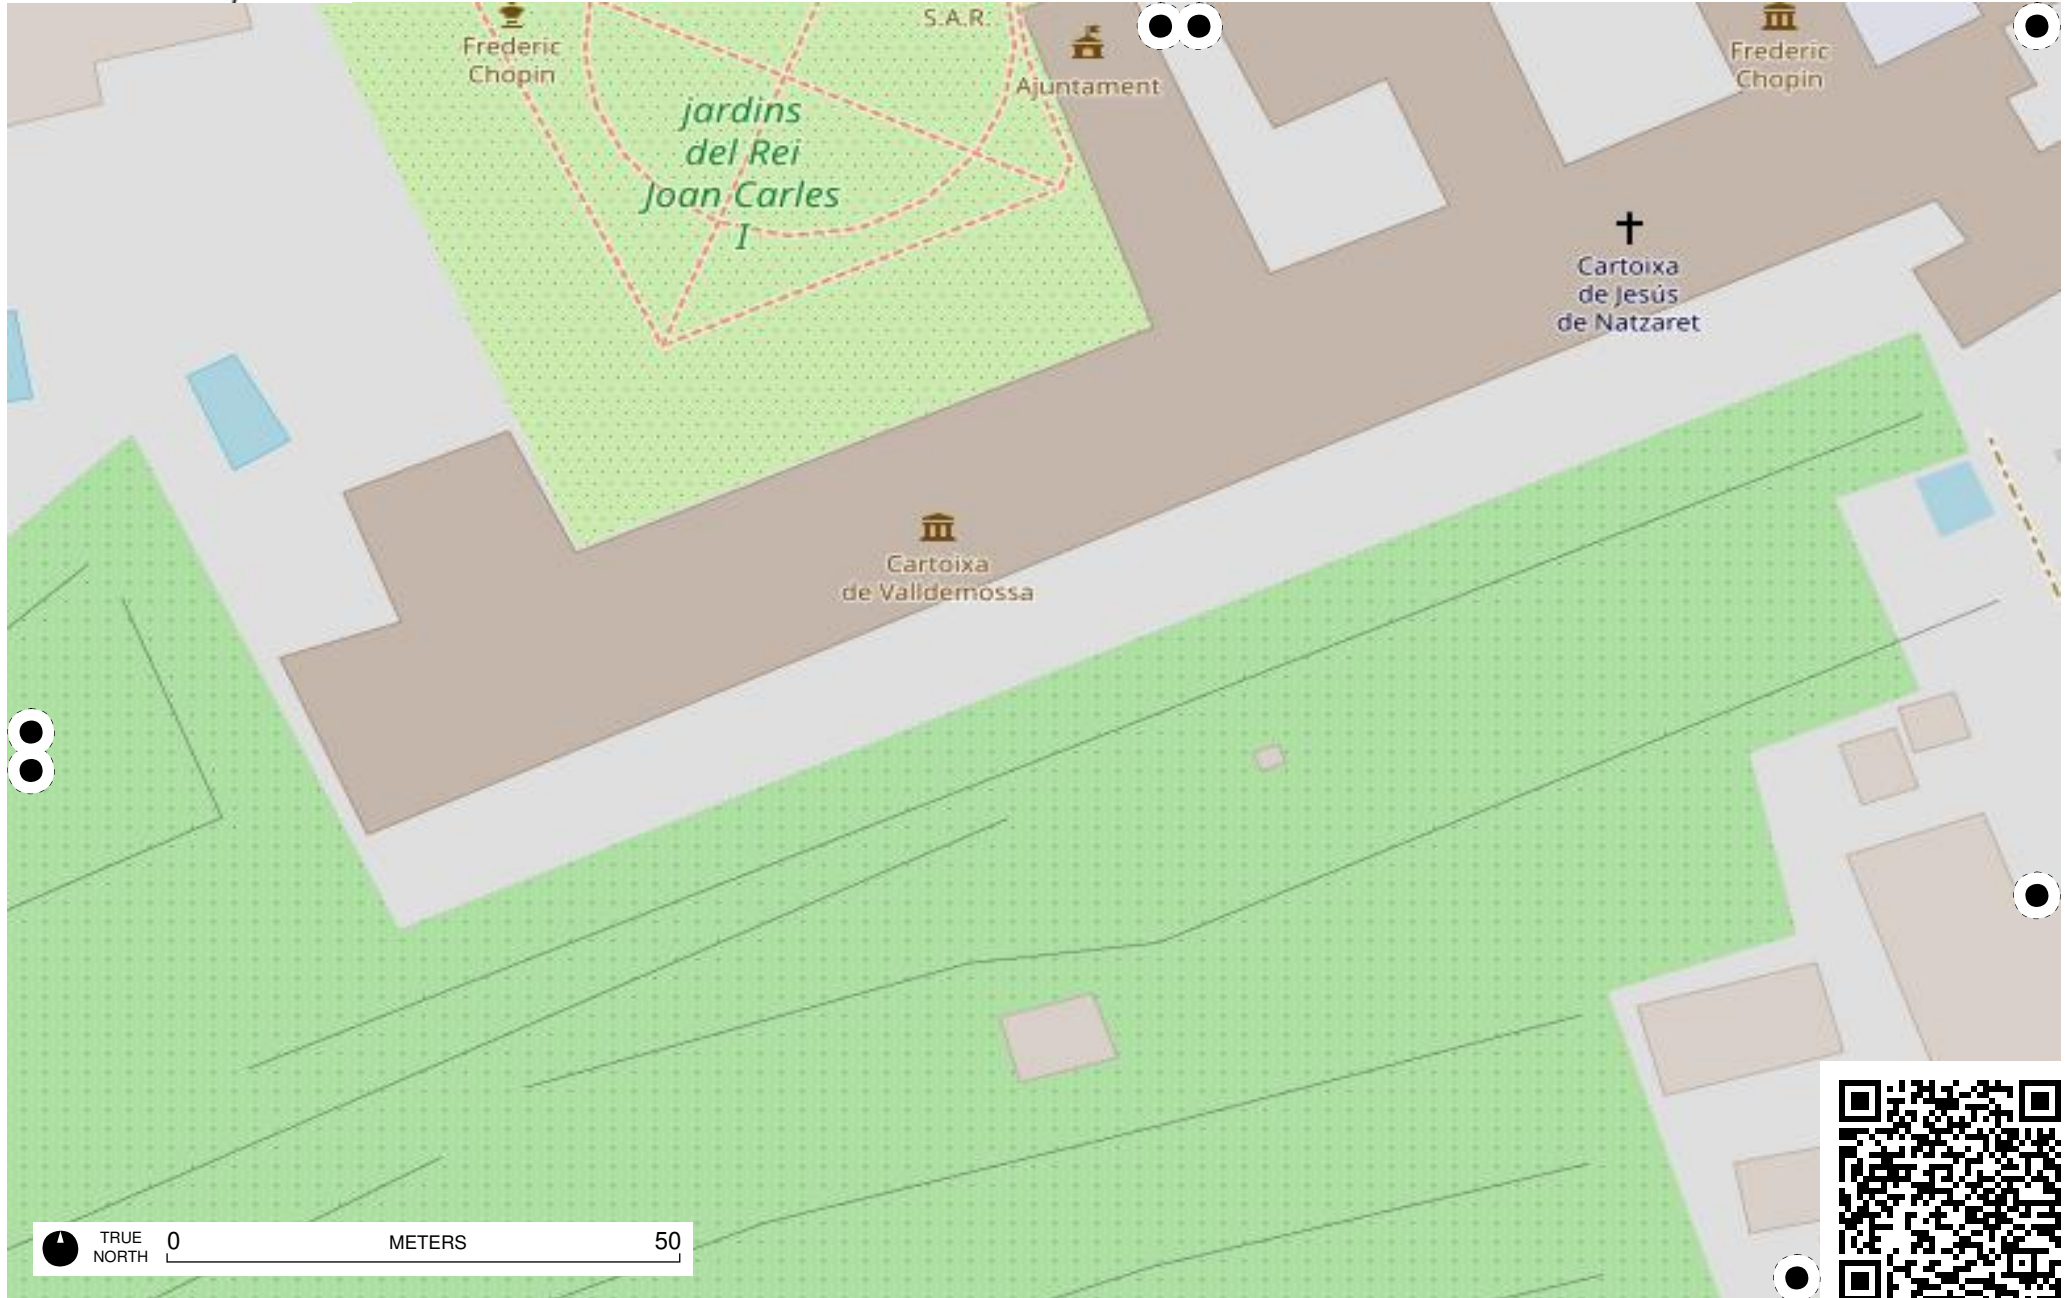 S.A.R.
Frederic
Chopin
Ajuntament
Frederic
Chopin
jardins
del Rei
Joan Carles
I
Cartoixa
de Jesús
de Natzaret
Cartoixa
de Valldemossa
TRUE
NORTH
0 METERS 50